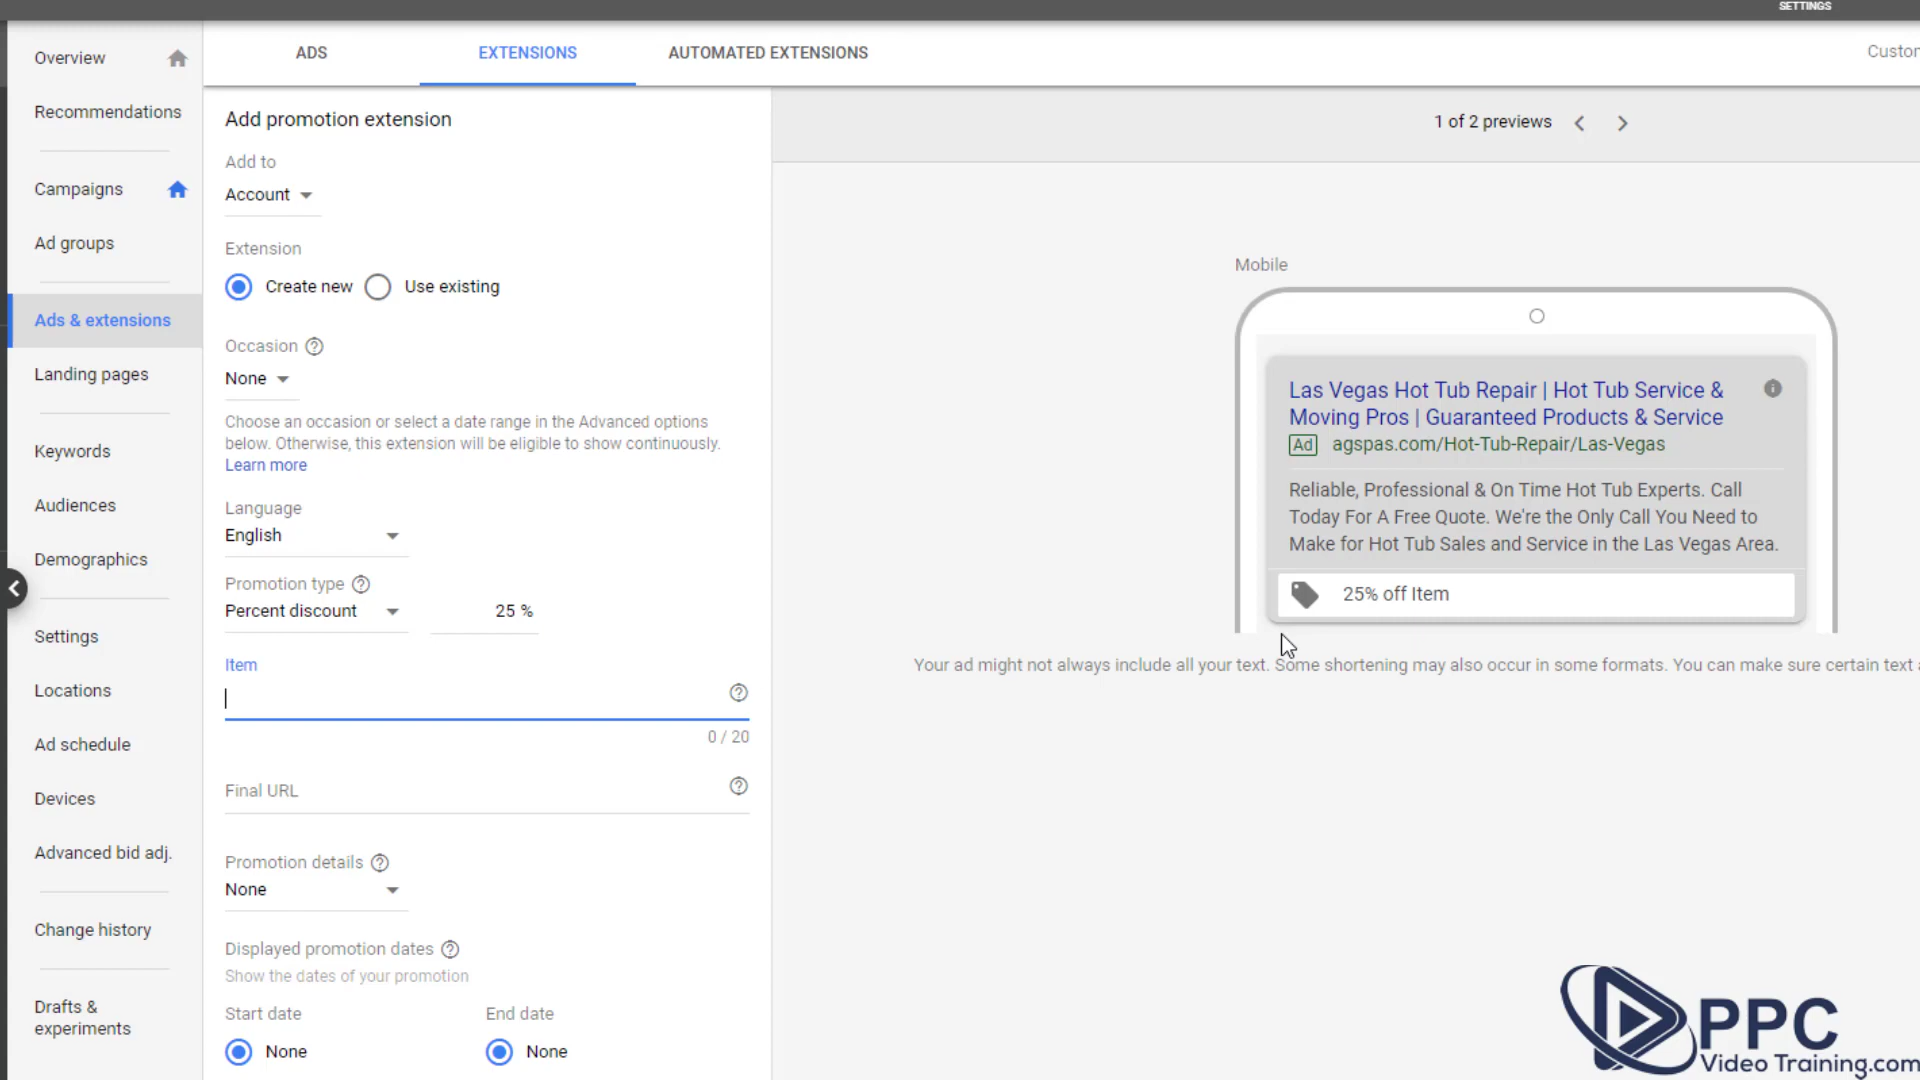 SETTINGS
Overview
Recommendations
Campaigns
Ad groups
Ads & extensions
Landing pages
Keywords
Audiences
Demographics
Settings
Locations
Ad schedule
Devices
Advanced bid adj.
Change history
Drafts &
experiments
ADS
EXTENSIONS
AUTOMATED EXTENSIONS
Custom
Add promotion extension
Add to
Account
Extension
Create new
Use existing
Occasion
None
Choose an occasion or select a date range in the Advanced options
below. Otherwise, this extension will be eligible to show continuously.
Learn more
Language
English
Promotion type
Percent discount
25 %
Item
0 / 20
Final URL
Promotion details
None
Displayed promotion dates
Show the dates of your promotion
Start date
End date
None
None
1 of 2 previews
Mobile
Las Vegas Hot Tub Repair | Hot Tub Service &
Moving Pros | Guaranteed Products & Service
Ad agspas.com/Hot-Tub-Repair/Las-Vegas
Reliable, Professional & On Time Hot Tub Experts. Call
Today For A Free Quote. We're the Only Call You Need to
Make for Hot Tub Sales and Service in the Las Vegas Area.
25% off Item
Your ad might not always include all your text. Some shortening may also occur in some formats. You can make sure certain text
PPC
Video Training.com